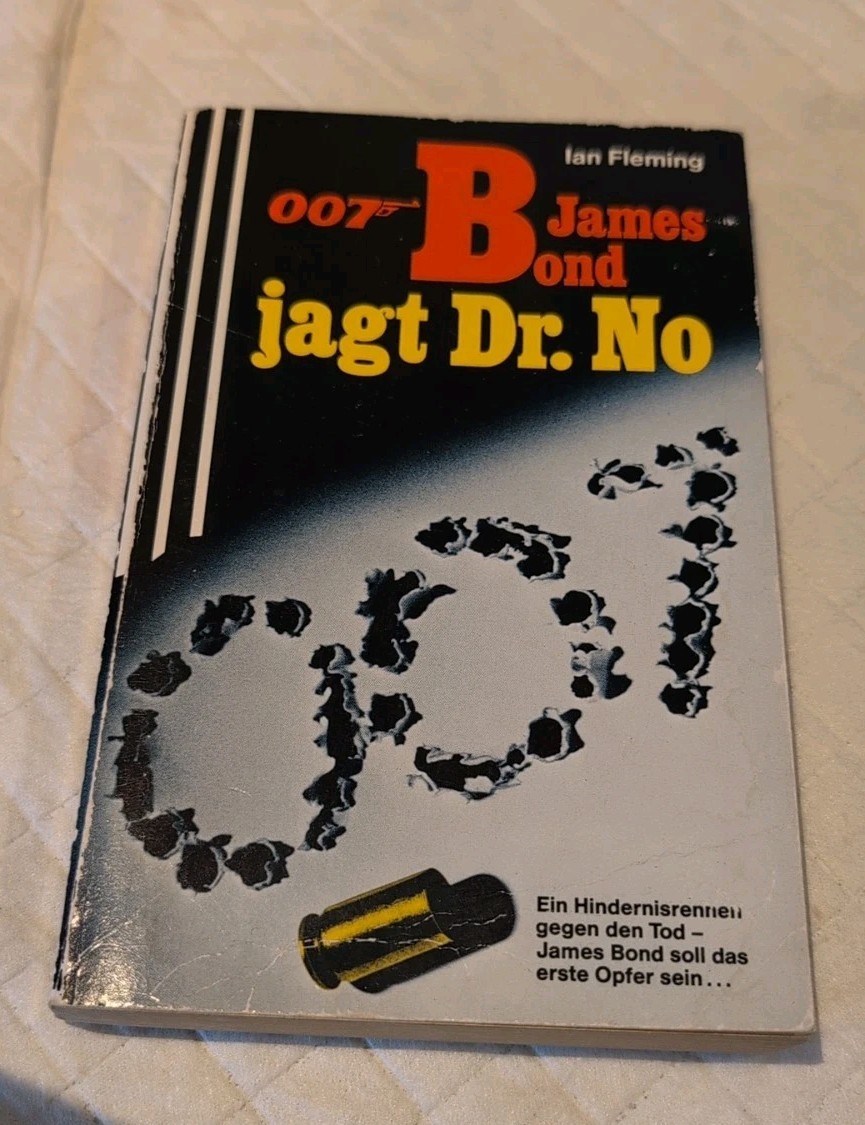 Ian Fleming
007 James Bond
jagt Dr. No
007
Ein Hindernisrennen
gegen den Tod –
James Bond soll das
erste Opfer sein...